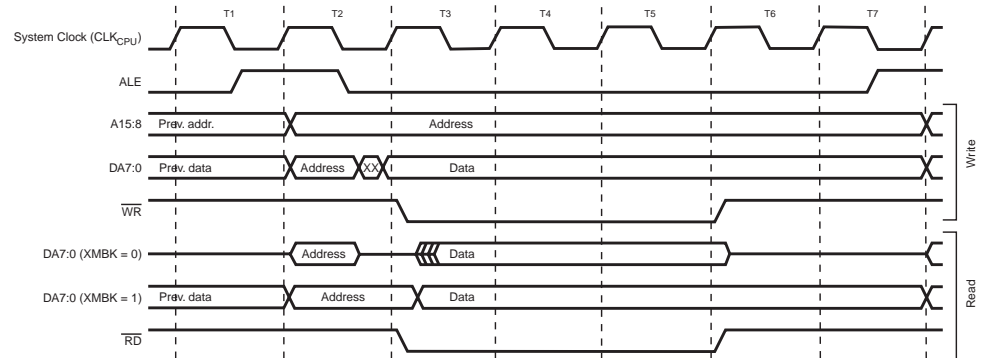 T1 T2 T3 T4 T5 T6 T7
System Clock (CLKCPU)
ALE
A15:8 Prev. addr. Address
DA7:0 Prev. data Address XX Data
WR
Write
DA7:0 (XMBK = 0) Address Data
DA7:0 (XMBK = 1) Prev. data Address Data
RD
Read